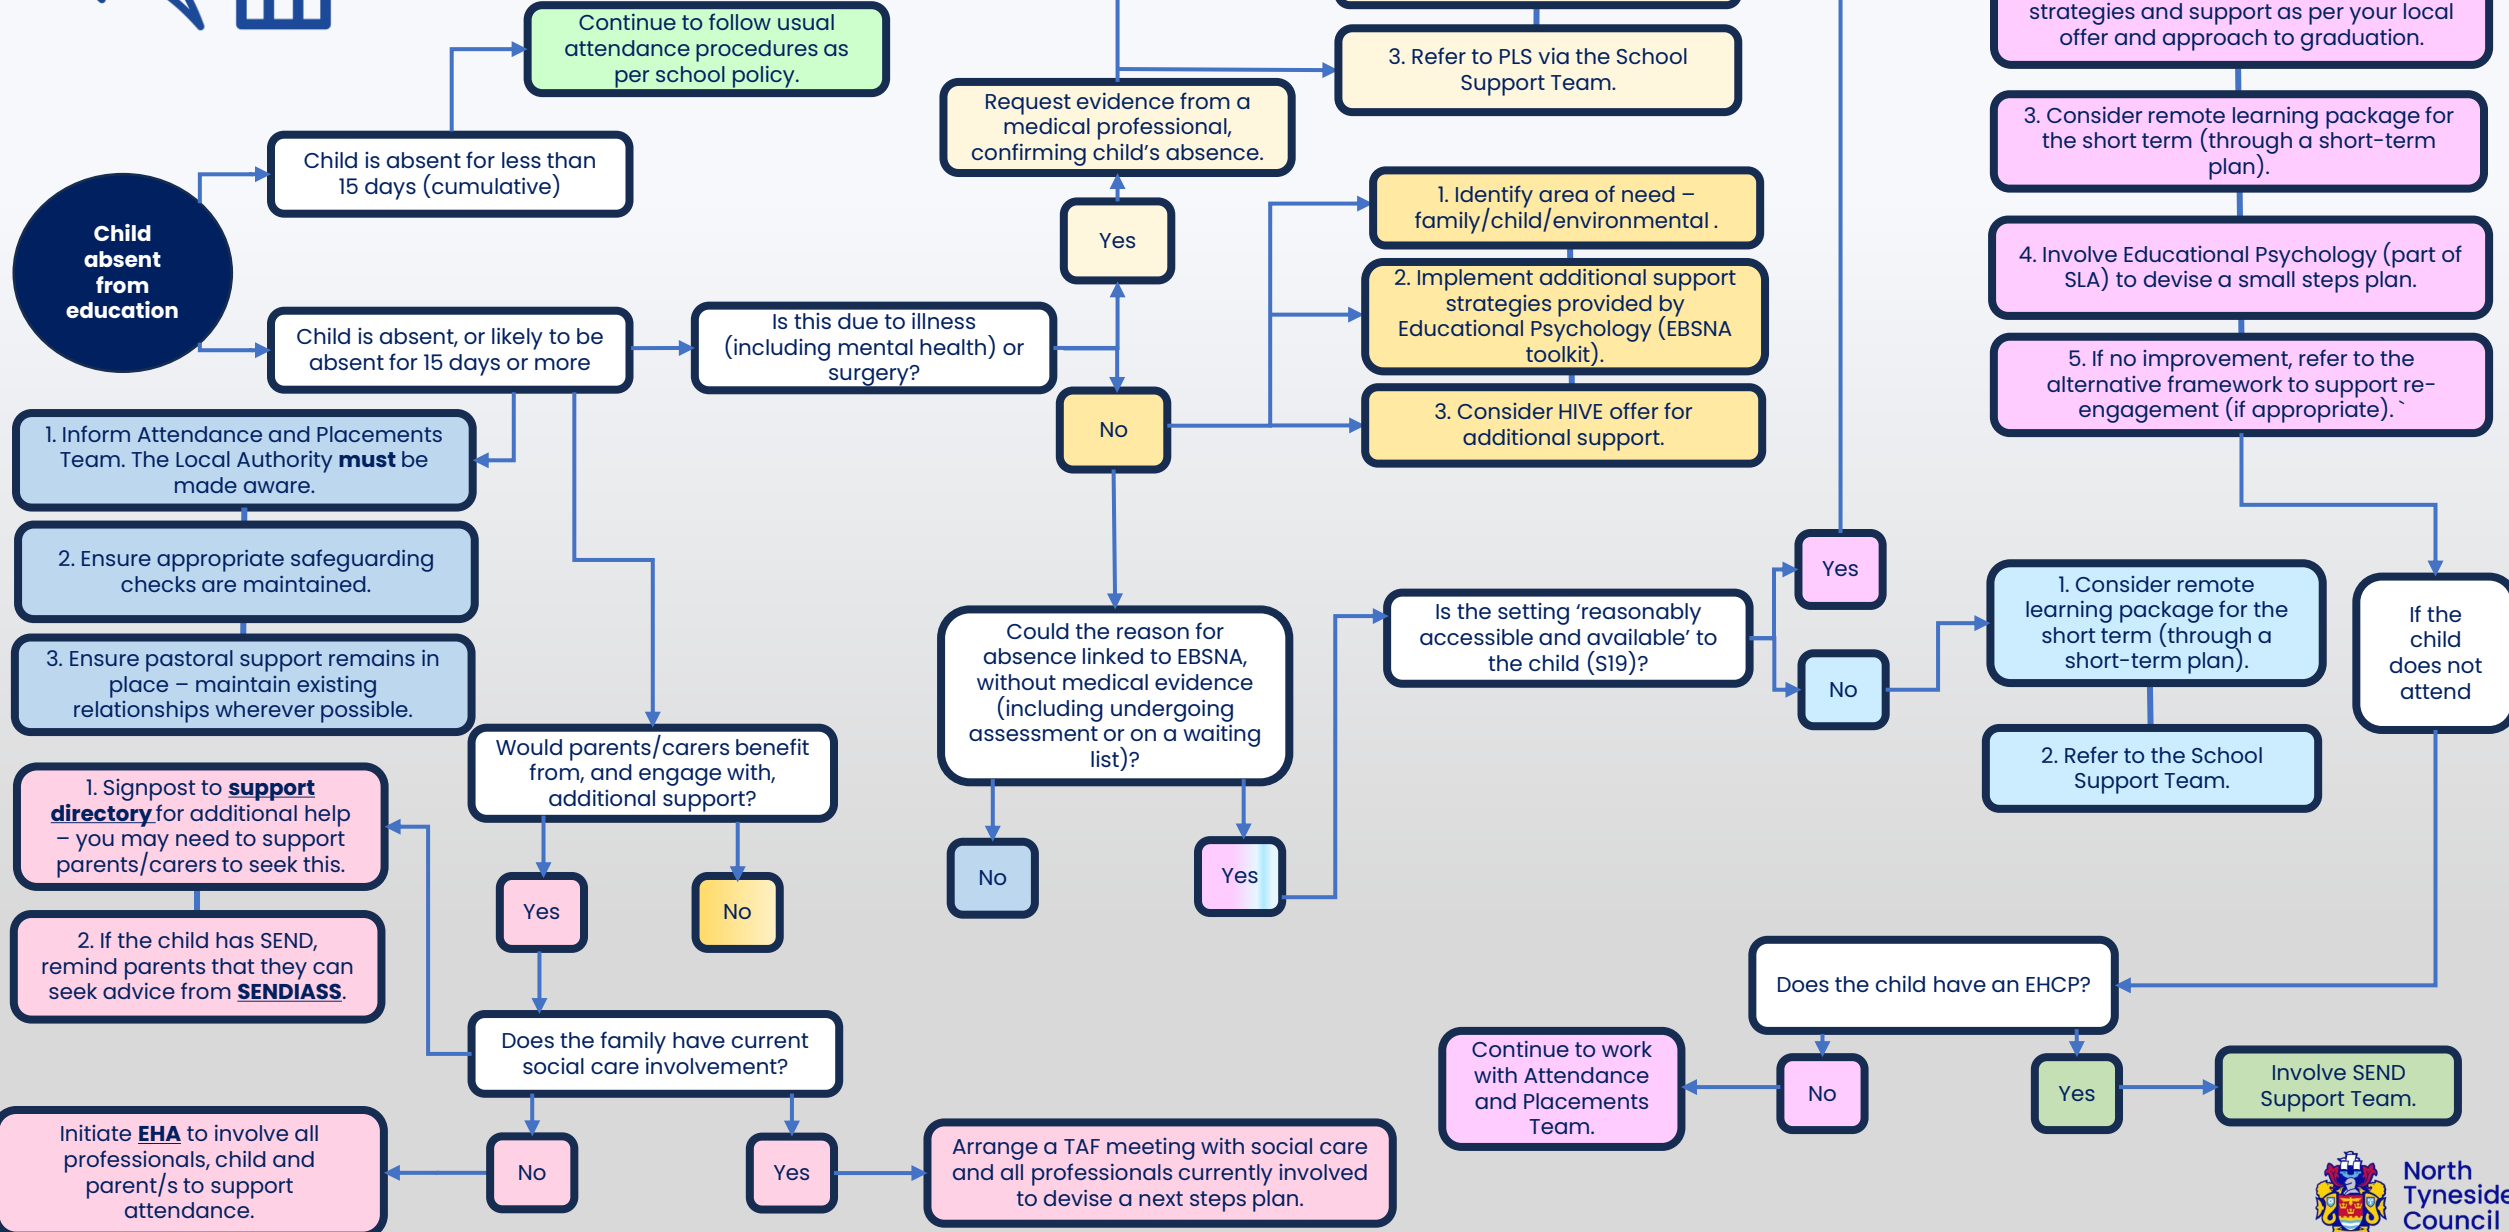 Continue to follow usual
attendance procedures as
per school policy.
Child is absent for less than
15 days (cumulative)
Child
absent
from
education
Child is absent, or likely to be
absent for 15 days or more
Is this due to illness
(including mental health) or
surgery?
Request evidence from a
medical professional,
confirming child’s absence.
Yes
No
3. Refer to PLS via the School
Support Team.
1. Identify area of need –
family/child/environmental .
2. Implement additional support
strategies provided by
Educational Psychology (EBSNA
toolkit).
3. Consider HIVE offer for
additional support.
strategies and support as per your local
offer and approach to graduation.
3. Consider remote learning package for
the short term (through a short-term
plan).
4. Involve Educational Psychology (part of
SLA) to devise a small steps plan.
5. If no improvement, refer to the
alternative framework to support re-
engagement (if appropriate). `
1. Inform Attendance and Placements
Team. The Local Authority must be
made aware.
2. Ensure appropriate safeguarding
checks are maintained.
3. Ensure pastoral support remains in
place – maintain existing
relationships wherever possible.
Would parents/carers benefit
from, and engage with,
additional support?
Yes
No
1. Signpost to support
directory for additional help
– you may need to support
parents/carers to seek this.
2. If the child has SEND,
remind parents that they can
seek advice from SENDIASS.
Does the family have current
social care involvement?
No
Yes
Initiate EHA to involve all
professionals, child and
parent/s to support
attendance.
Arrange a TAF meeting with social care
and all professionals currently involved
to devise a next steps plan.
Could the reason for
absence linked to EBSNA,
without medical evidence
(including undergoing
assessment or on a waiting
list)?
No
Yes
Is the setting ‘reasonably
accessible and available’ to
the child (S19)?
Yes
No
1. Consider remote
learning package for the
short term (through a
short-term plan).
2. Refer to the School
Support Team.
If the
child
does not
attend
Does the child have an EHCP?
No
Yes
Continue to work
with Attendance
and Placements
Team.
Involve SEND
Support Team.
North
Tyneside
Council